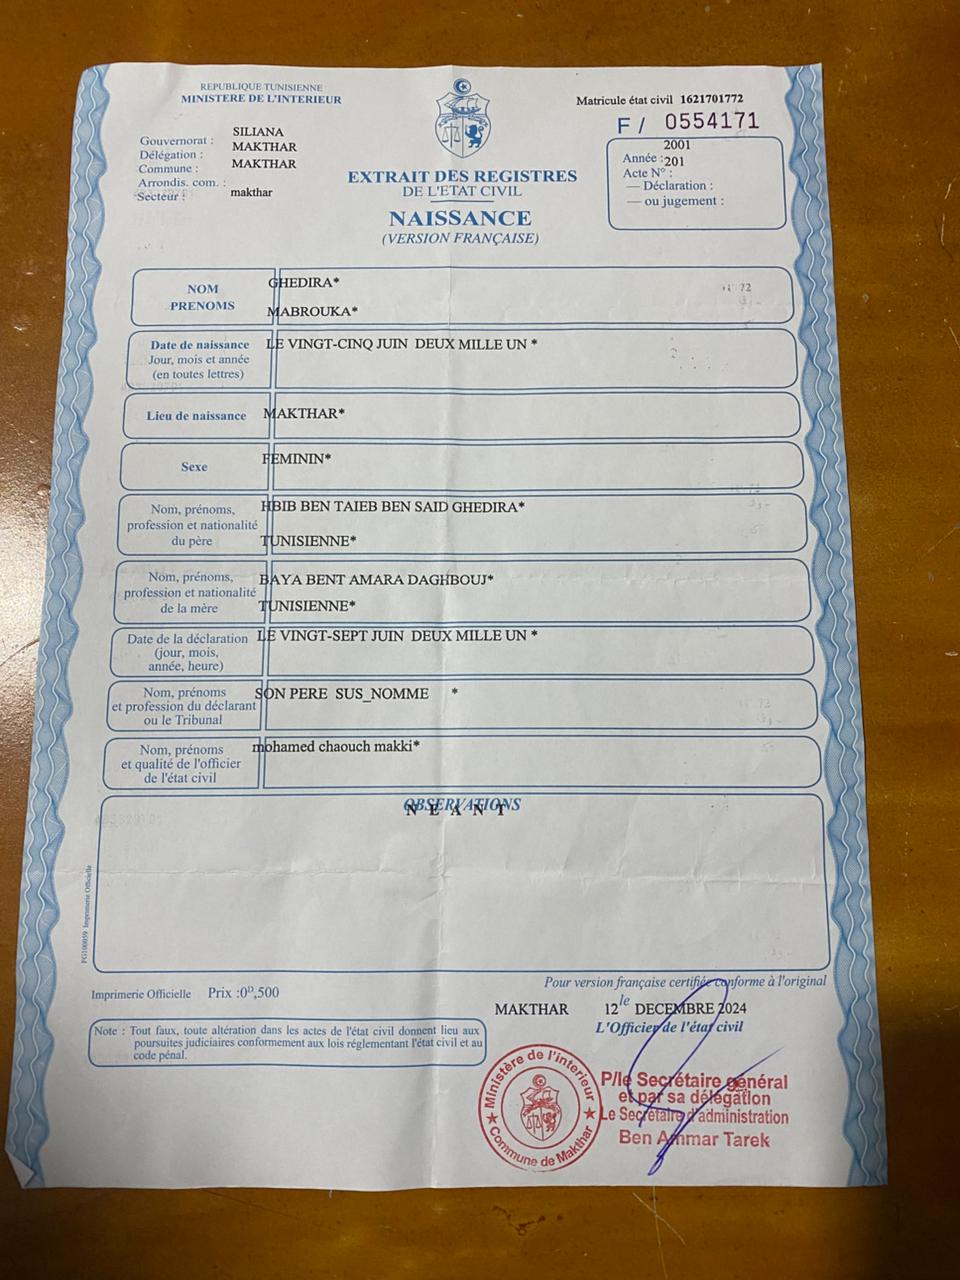 REPUBLIQUE TUNISIENNE
MINISTERE DE L'INTERIEUR
Gouvernorat : SILIANA
Délégation : MAKTHAR
Commune : MAKTHAR
Arrondis. com. :
Secteur : makthar
EXTRAIT DES REGISTRES
DE L'ETAT CIVIL
NAISSANCE
(VERSION FRANÇAISE)
Matricule état civil 1621701772
F / 0554171
2001
Année : 201
Acte N° :
— Déclaration :
— ou jugement :
NOM GHEDIRA*
PRENOMS MABROUKA*
Date de naissance LE VINGT-CINQ JUIN DEUX MILLE UN *
Jour, mois et année
(en toutes lettres)
Lieu de naissance MAKTHAR*
Sexe FEMININ*
Nom, prénoms, HBIB BEN TAIEB BEN SAID GHEDIRA*
profession et nationalité
du père TUNISIENNE*
Nom, prénoms, BAYA BENT AMARA DAGHBOUJ*
profession et nationalité
de la mère TUNISIENNE*
Date de la déclaration LE VINGT-SEPT JUIN DEUX MILLE UN *
(jour, mois,
année, heure)
Nom, prénoms SON PERE SUS_NOMME *
et profession du déclarant
ou le Tribunal
Nom, prénoms mohamed chaouch makki*
et qualité de l'officier
de l'état civil
OBSERVATIONS
N E A N T
FG100059 Imprimerie Officielle
Imprimerie Officielle Prix :0D,500
Note : Tout faux, toute altération dans les actes de l'état civil donnent lieu aux
poursuites judiciaires conformement aux lois réglementant l'état civil et au
code pénal.
Pour version française certifiée conforme à l'original
MAKTHAR 12 le DECEMBRE 2024
L'Officier de l'état civil
Ministère de l'interieur
Commune de Makthar
P/le Secrétaire général
et par sa délégation
Le Secrétaire d'administration
Ben Ammar Tarek